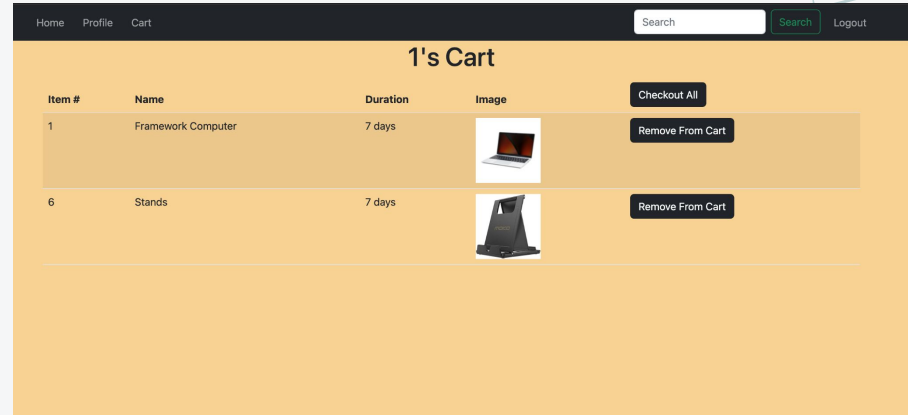 Home Profile Cart Search Search Logout
1's Cart
Item # Name Duration Image Checkout All
1 Framework Computer 7 days Remove From Cart
6 Stands 7 days Remove From Cart